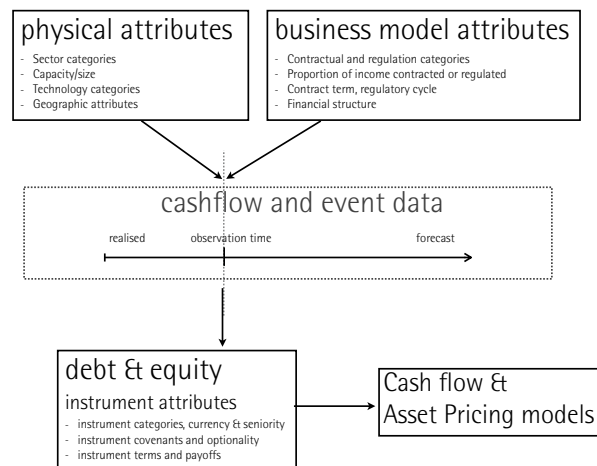 physical attributes
- Sector categories
- Capacity/size
- Technology categories
- Geographic attributes
business model attributes
- Contractual and regulation categories
- Proportion of income contracted or regulated
- Contract term, regulatory cycle
- Financial structure
cashflow and event data
realised observation time forecast
debt & equity
instrument attributes
- instrument categories, currency & seniority
- instrument covenants and optionality
- instrument terms and payoffs
Cash flow &
Asset Pricing models